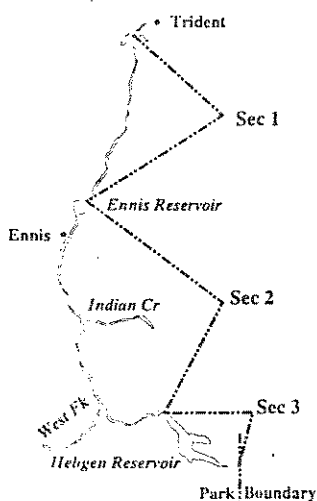 Trident
Sec 1
Ennis Reservoir
Ennis
Indian Cr
Sec 2
West Fk
Sec 3
Hebgen Reservoir
Park Boundary